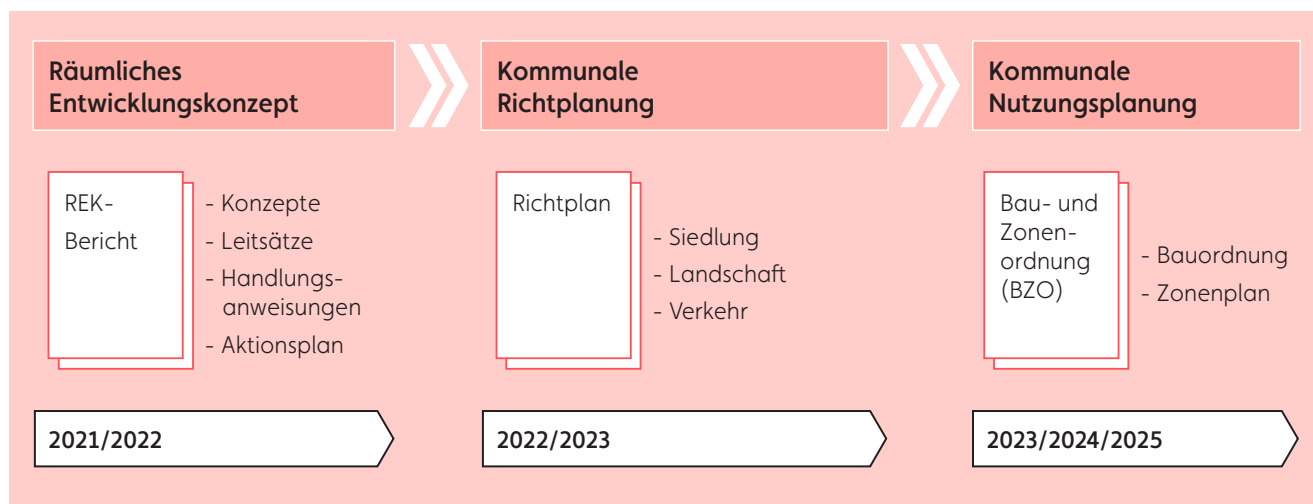 Räumliches
Entwicklungskonzept
Kommunale
Richtplanung
Kommunale
Nutzungsplanung
REK-
Bericht
- Konzepte
- Leitsätze
- Handlungs-
anweisungen
- Aktionsplan
Richtplan
- Siedlung
- Landschaft
- Verkehr
Bau- und
Zonen-
ordnung
(BZO)
- Bauordnung
- Zonenplan
2021/2022
2022/2023
2023/2024/2025